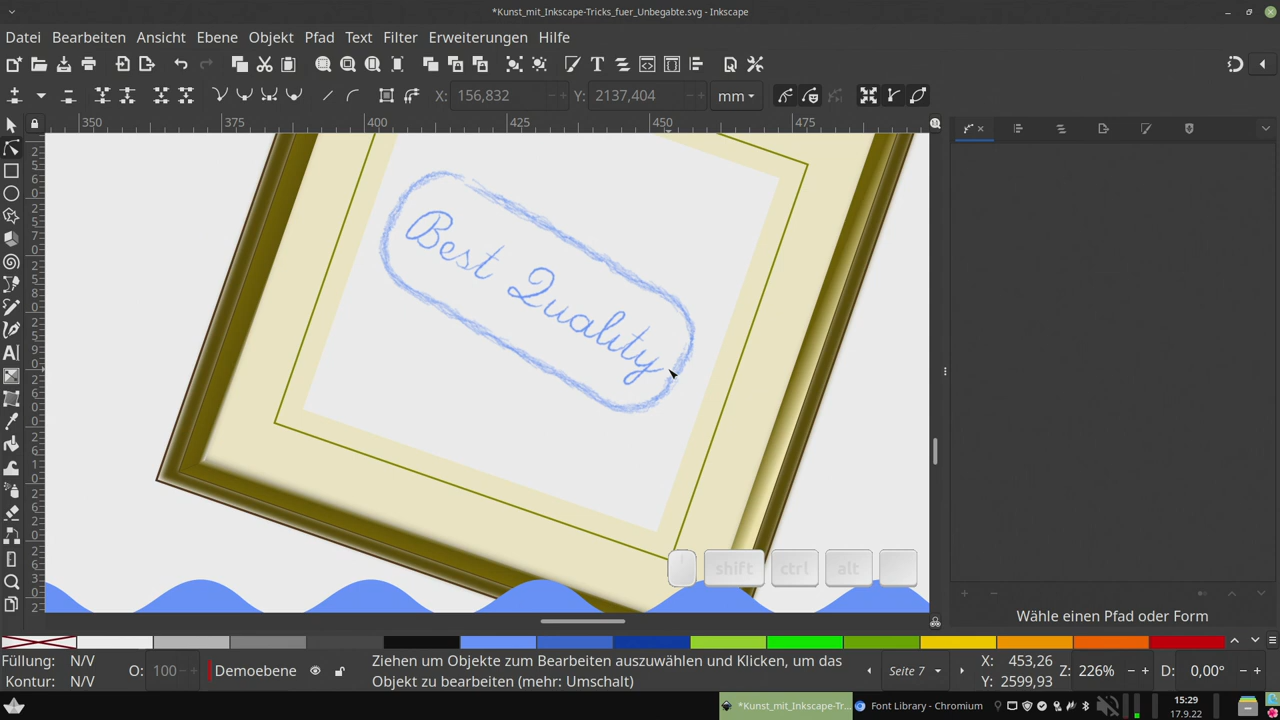 *Kunst_mit_Inkscape-Tricks_fuer_Unbegabte.svg - Inkscape
Datei Bearbeiten Ansicht Ebene Objekt Pfad Text Filter Erweiterungen Hilfe
X: 156,832 Y: 2137,404 mm
350 375 400 425 450 475
Best Quality
shift ctrl alt
Wähle einen Pfad oder Form
Füllung: N/V
Kontur: N/V
O: 100
Demoebene
Ziehen um Objekte zum Bearbeiten auszuwählen und Klicken, um das
Objekt zu bearbeiten (mehr: Umschalt)
Seite 7
X: 453,26
Y: 2599,93
Z: 226%
D: 0,00°
*Kunst_mit_Inkscape-Tr...
Font Library - Chromium
15:29
17.9.22